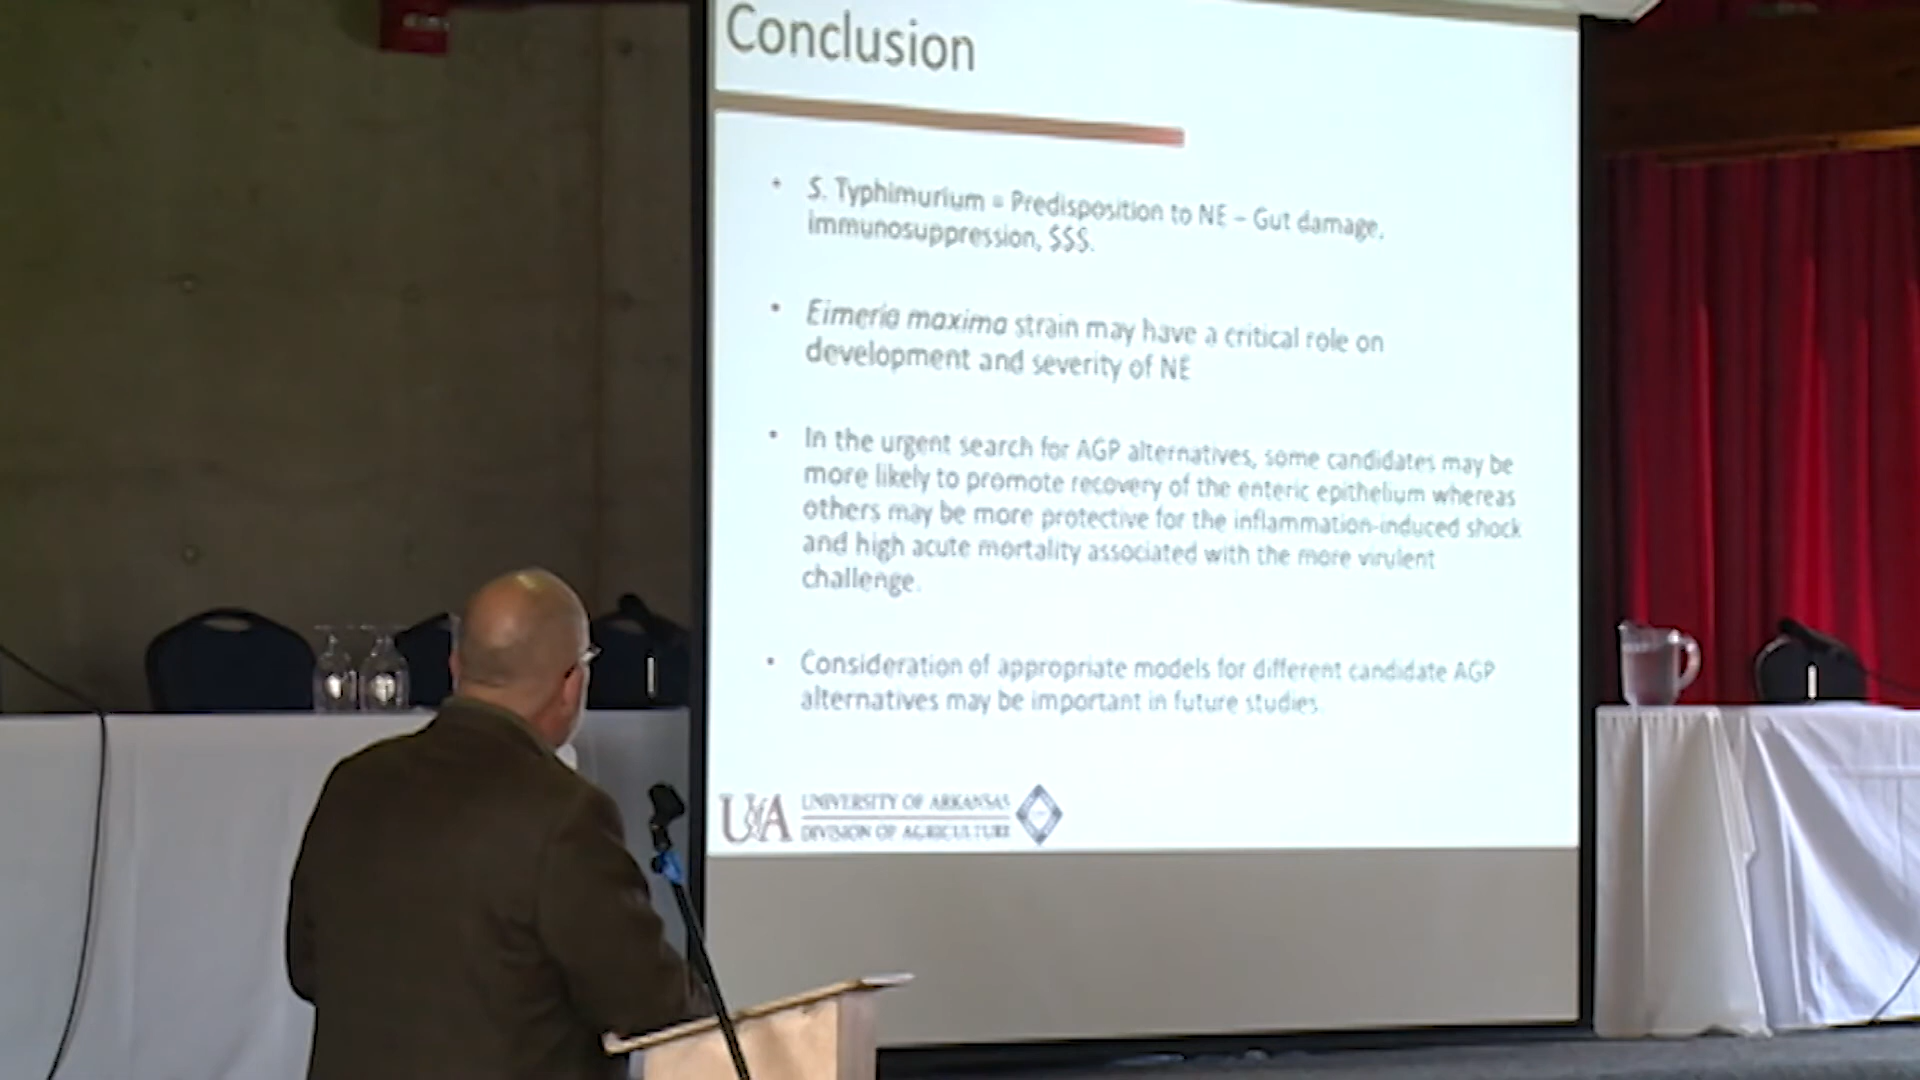 Conclusion
• S. Typhimurium = Predisposition to NE – Gut damage,
immunosuppression, $$$.
• Eimeria maxima strain may have a critical role on
development and severity of NE
• In the urgent search for AGP alternatives, some candidates may be
more likely to promote recovery of the enteric epithelium whereas
others may be more protective for the inflammation-induced shock
and high acute mortality associated with the more virulent
challenge.
• Consideration of appropriate models for different candidate AGP
alternatives may be important in future studies.
UofA UNIVERSITY OF ARKANSAS
DIVISION OF AGRICULTURE